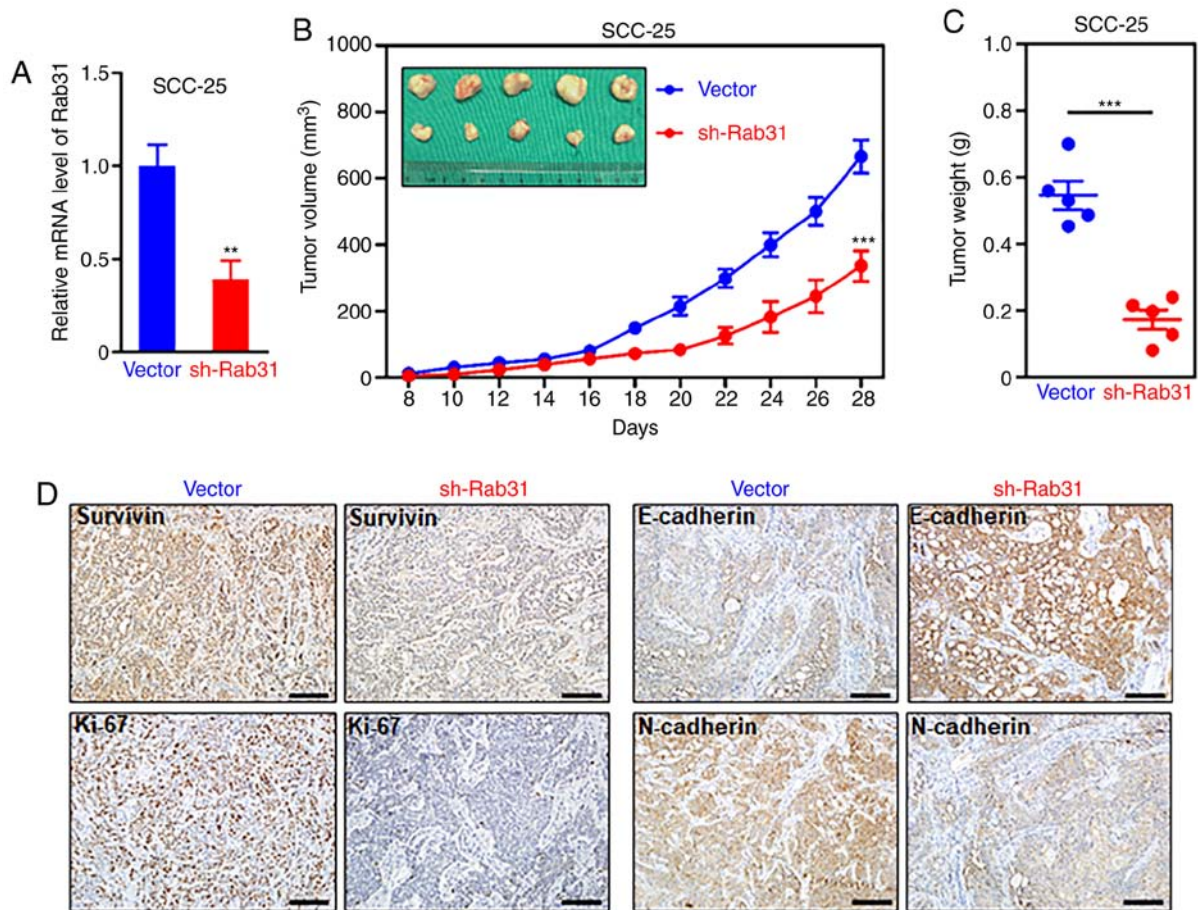 A
SCC-25
Relative mRNA level of Rab31
1.5
1.0
0.5
0
**
Vector
sh-Rab31
B
SCC-25
Tumor volume (mm³)
1000
800
600
400
200
0
Vector
sh-Rab31
***
8 10 12 14 16 18 20 22 24 26 28
Days
C
SCC-25
Tumor weight (g)
1.0
0.8
0.6
0.4
0.2
0
***
Vector sh-Rab31
D
Vector
sh-Rab31
Vector
sh-Rab31
Survivin
Survivin
E-cadherin
E-cadherin
Ki-67
Ki-67
N-cadherin
N-cadherin